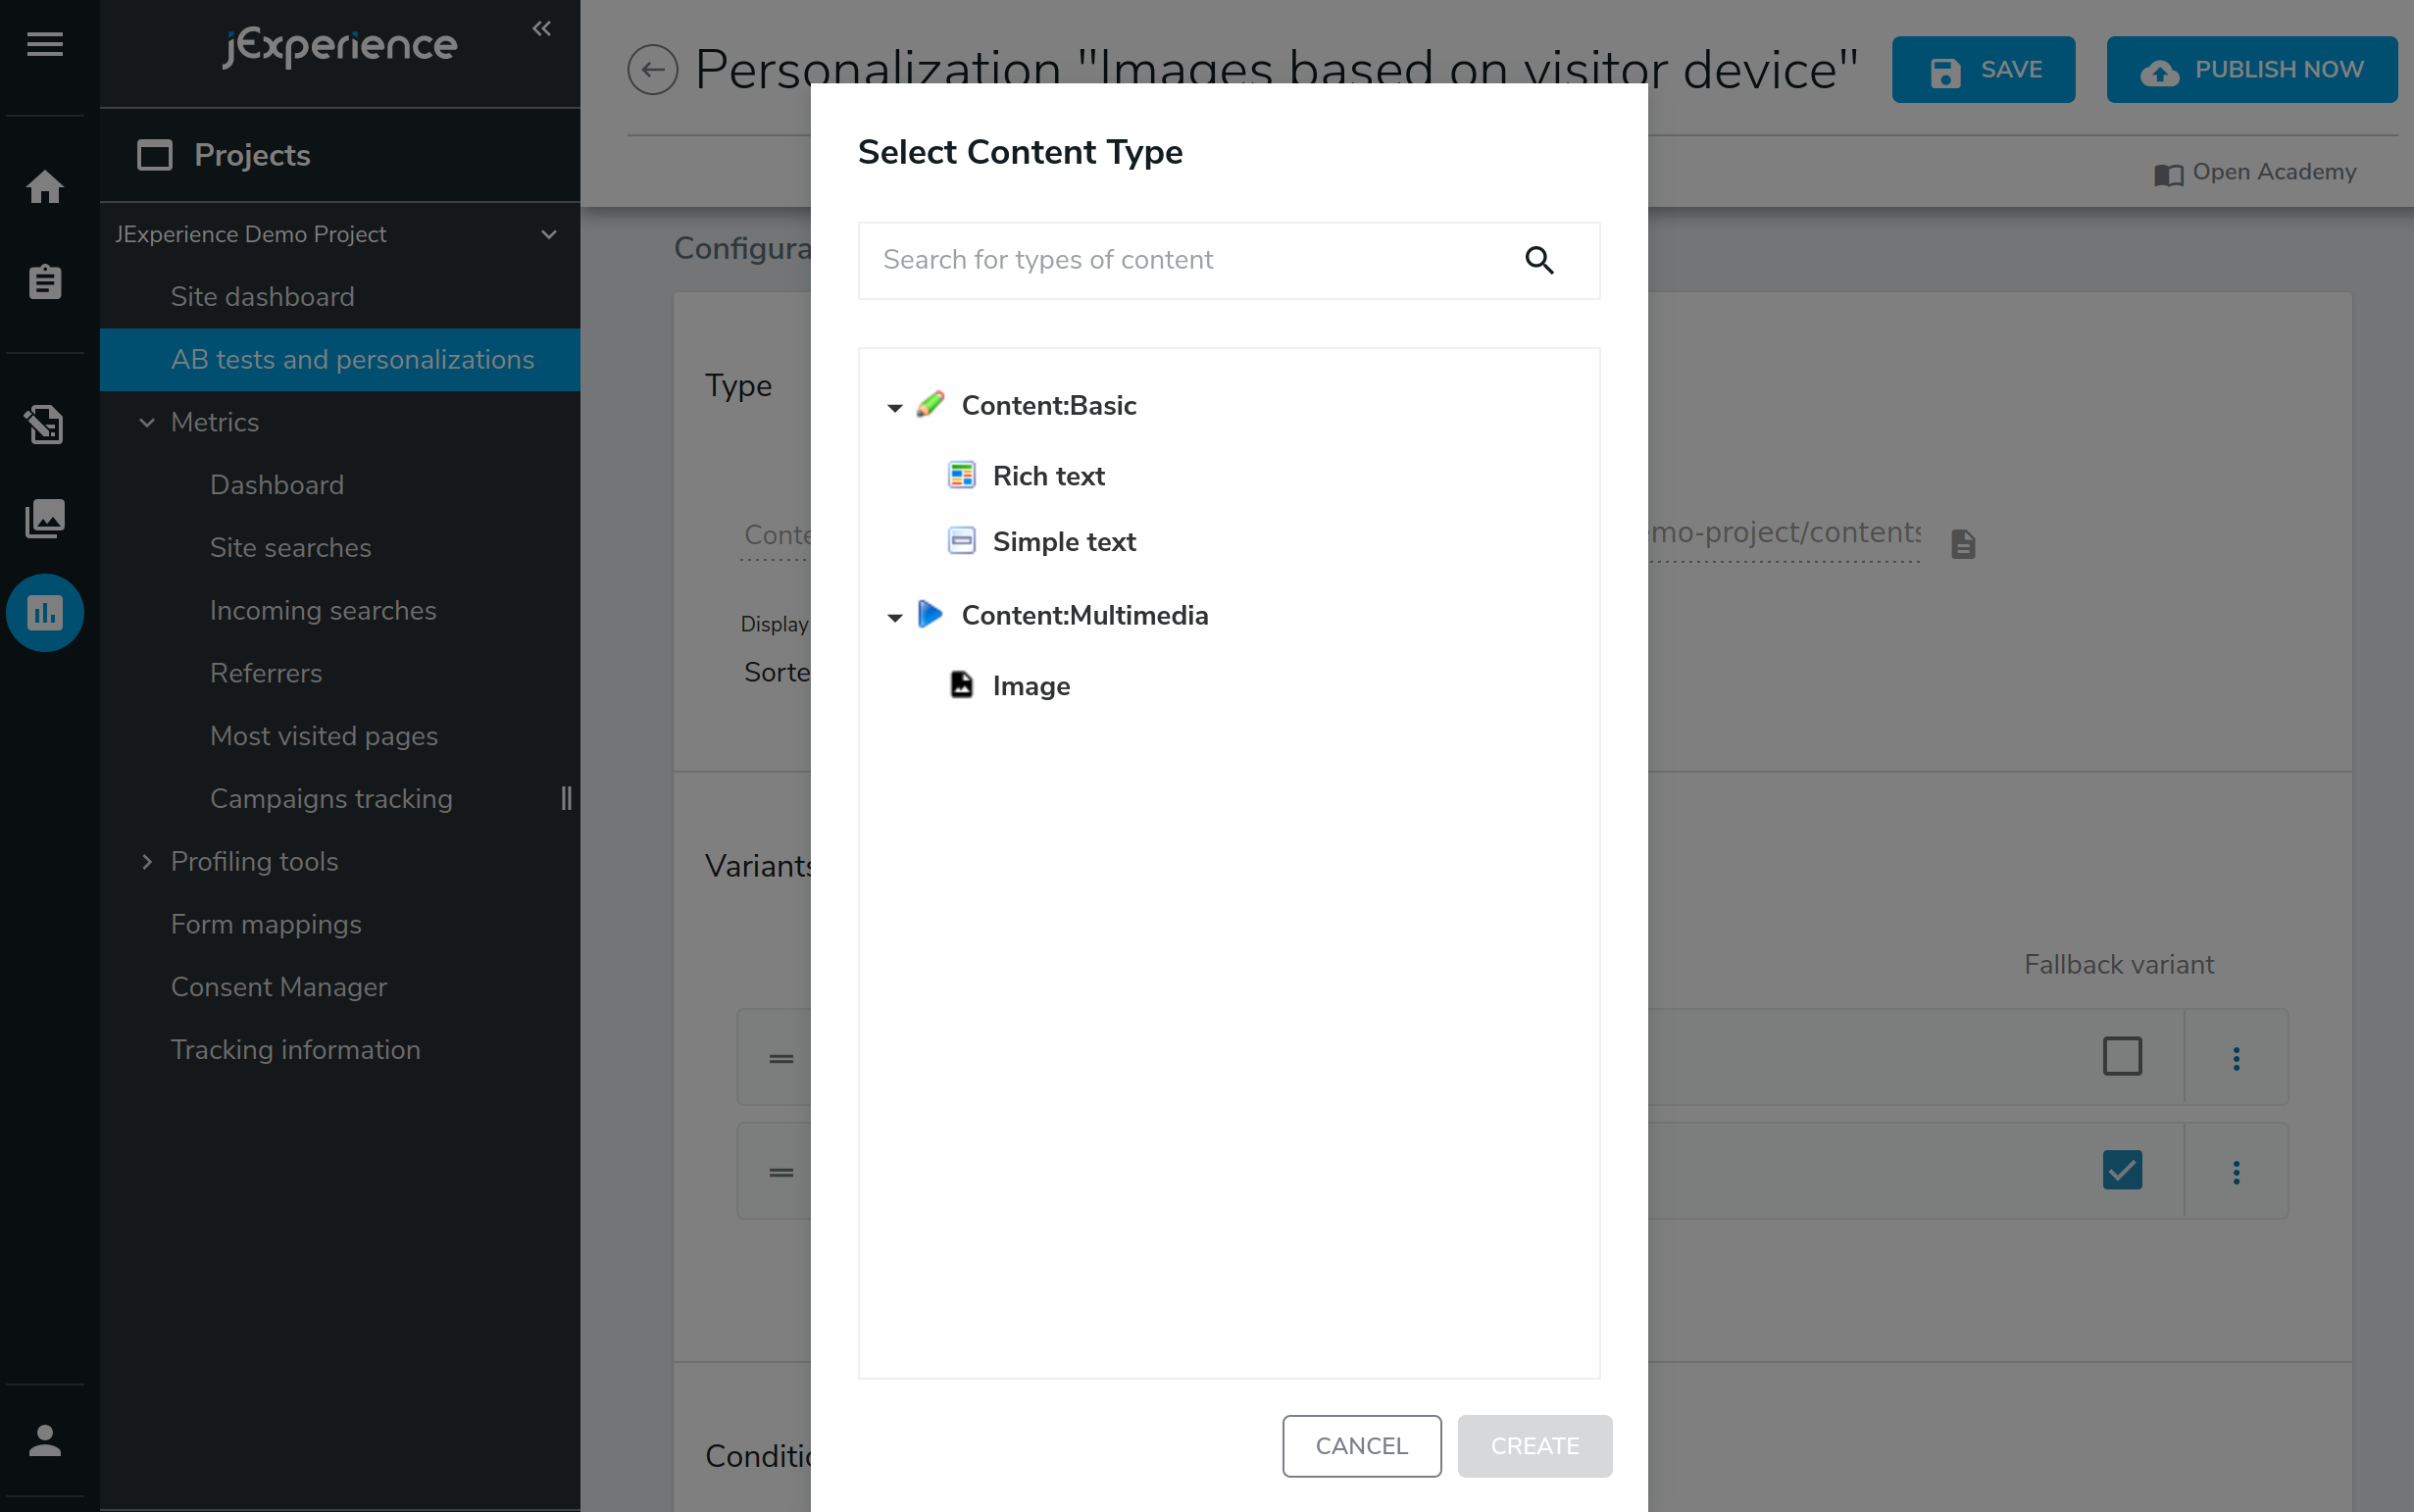 jExperience
Projects
JExperience Demo Project
Site dashboard
AB tests and personalizations
Metrics
Dashboard
Site searches
Incoming searches
Referrers
Most visited pages
Campaigns tracking
Profiling tools
Form mappings
Consent Manager
Tracking information
Personalization "Images based on visitor device"
SAVE
PUBLISH NOW
Open Academy
Configura
Type
Conte
mo-project/contents
Display
Sorte
Variants
Fallback variant
Conditio
Select Content Type
Search for types of content
Content:Basic
Rich text
Simple text
Content:Multimedia
Image
CANCEL
CREATE